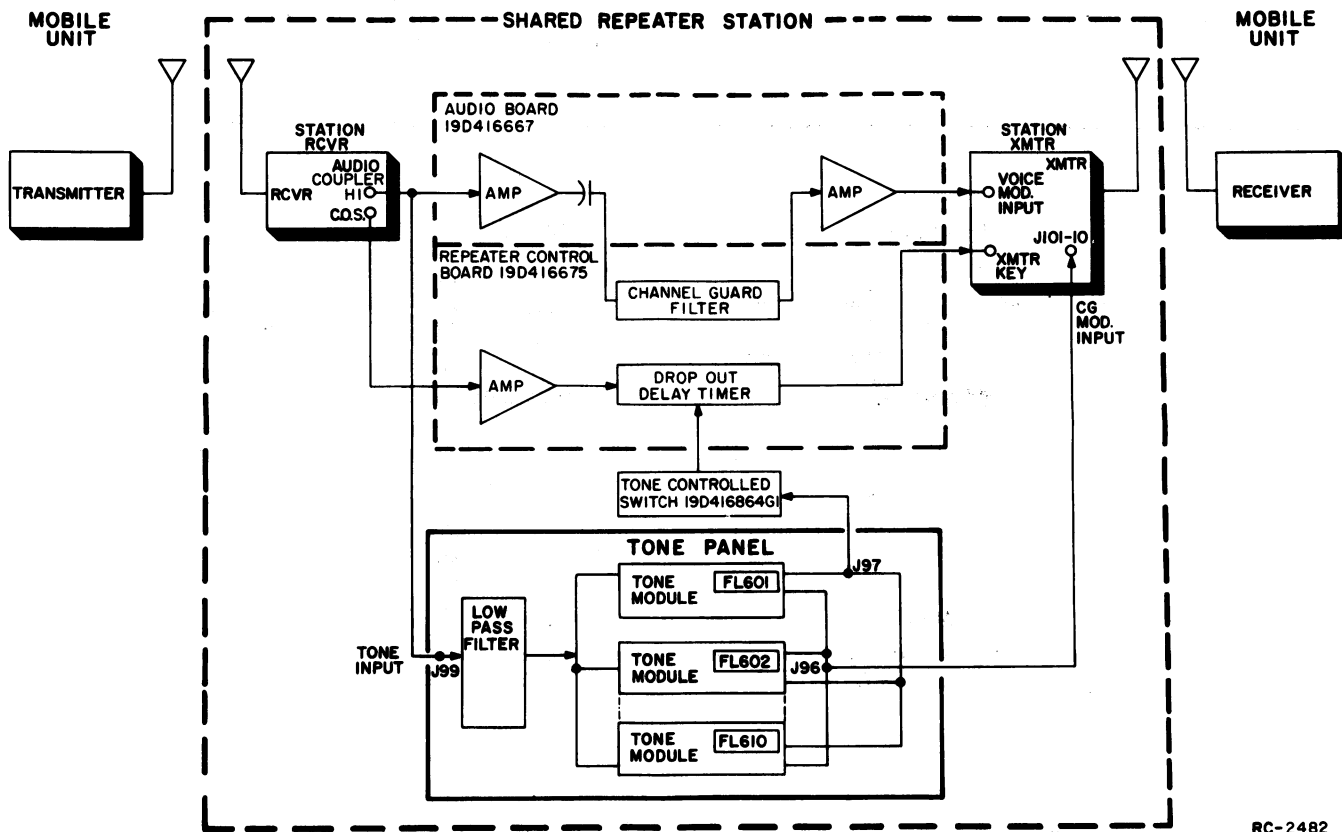 MOBILE
UNIT
SHARED REPEATER STATION
MOBILE
UNIT
AUDIO BOARD
19D416667
STATION
RCVR
STATION
XMTR
TRANSMITTER
RCVR
AUDIO
COUPLER
HI
C.O.S.
AMP
AMP
XMTR
VOICE
MOD.
INPUT
J101-10
XMTR
KEY
RECEIVER
REPEATER CONTROL
BOARD 19D416675
CHANNEL GUARD
FILTER
CG
MOD.
INPUT
AMP
DROP OUT
DELAY TIMER
TONE CONTROLLED
SWITCH 19D416864G1
TONE PANEL
J97
TONE
MODULE
FL601
LOW
PASS
FILTER
TONE
INPUT
J99
TONE
MODULE
FL602
J96
TONE
MODULE
FL610
RC-2482